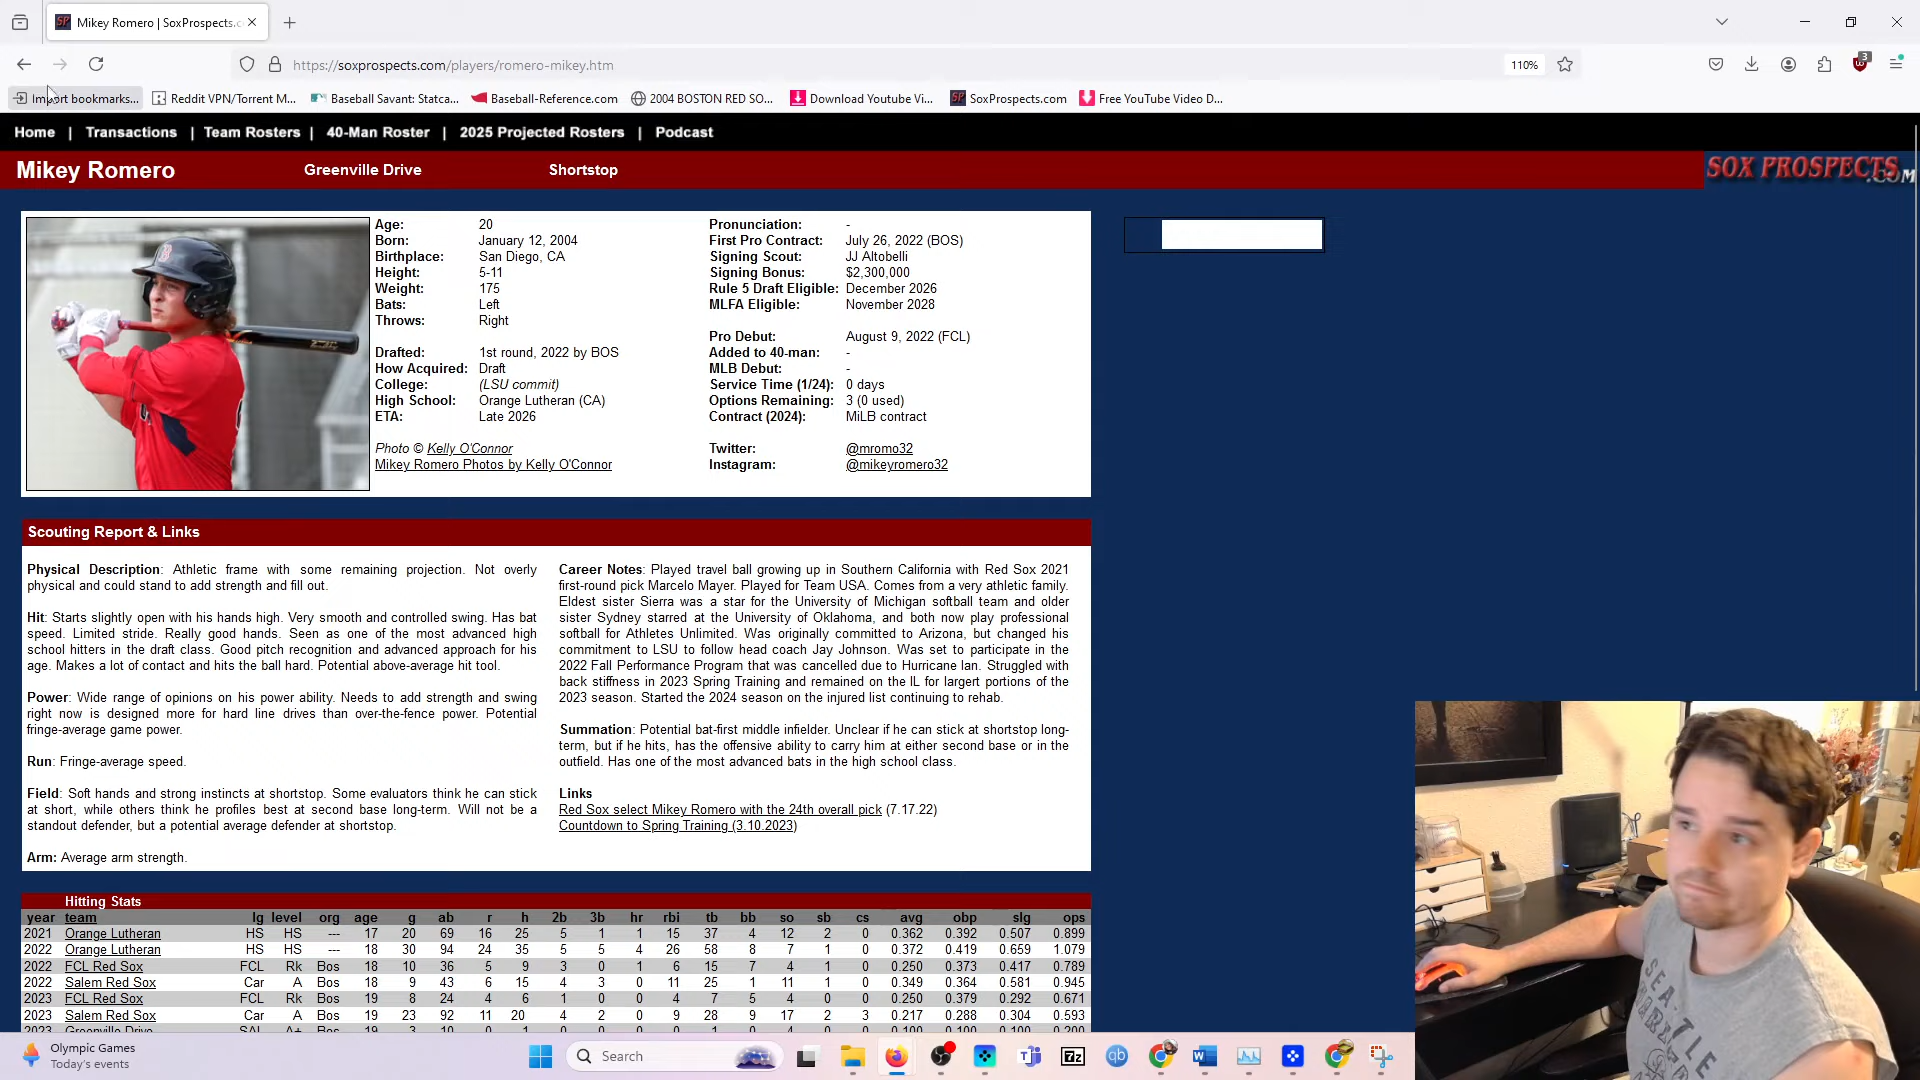 Mikey Romero | SoxProspects.c
https://soxprospects.com/players/romero-mikey.htm
110%
3
Import bookmarks...
Reddit VPN/Torrent M...
Baseball Savant: Statca...
Baseball-Reference.com
2004 BOSTON RED SO...
Download Youtube Vi...
SoxProspects.com
Free YouTube Video D...
Home | Transactions | Team Rosters | 40-Man Roster | 2025 Projected Rosters | Podcast
Mikey Romero Greenville Drive Shortstop
SOX PROSPECTS.COM
Age: 20
Born: January 12, 2004
Birthplace: San Diego, CA
Height: 5-11
Weight: 175
Bats: Left
Throws: Right
Drafted: 1st round, 2022 by BOS
How Acquired: Draft
College: (LSU commit)
High School: Orange Lutheran (CA)
ETA: Late 2026
Photo © Kelly O'Connor
Mikey Romero Photos by Kelly O'Connor
Pronunciation: -
First Pro Contract: July 26, 2022 (BOS)
Signing Scout: JJ Altobelli
Signing Bonus: $2,300,000
Rule 5 Draft Eligible: December 2026
MLFA Eligible: November 2028
Pro Debut: August 9, 2022 (FCL)
Added to 40-man: -
MLB Debut: -
Service Time (1/24): 0 days
Options Remaining: 3 (0 used)
Contract (2024): MiLB contract
Twitter: @mromo32
Instagram: @mikeyromero32
Scouting Report & Links
Physical Description: Athletic frame with some remaining projection. Not overly
physical and could stand to add strength and fill out.
Hit: Starts slightly open with his hands high. Very smooth and controlled swing. Has bat
speed. Limited stride. Really good hands. Seen as one of the most advanced high
school hitters in the draft class. Good pitch recognition and advanced approach for his
age. Makes a lot of contact and hits the ball hard. Potential above-average hit tool.
Power: Wide range of opinions on his power ability. Needs to add strength and swing
right now is designed more for hard line drives than over-the-fence power. Potential
fringe-average game power.
Run: Fringe-average speed.
Field: Soft hands and strong instincts at shortstop. Some evaluators think he can stick
at short, while others think he profiles best at second base long-term. Will not be a
standout defender, but a potential average defender at shortstop.
Arm: Average arm strength.
Career Notes: Played travel ball growing up in Southern California with Red Sox 2021
first-round pick Marcelo Mayer. Played for Team USA. Comes from a very athletic family.
Eldest sister Sierra was a star for the University of Michigan softball team and older
sister Sydney starred at the University of Oklahoma, and both now play professional
softball for Athletes Unlimited. Was originally committed to Arizona, but changed his
commitment to LSU to follow head coach Jay Johnson. Was set to participate in the
2022 Fall Performance Program that was cancelled due to Hurricane Ian. Struggled with
back stiffness in 2023 Spring Training and remained on the IL for largert portions of the
2023 season. Started the 2024 season on the injured list continuing to rehab.
Summation: Potential bat-first middle infielder. Unclear if he can stick at shortstop long-
term, but if he hits, has the offensive ability to carry him at either second base or in the
outfield. Has one of the most advanced bats in the high school class.
Links
Red Sox select Mikey Romero with the 24th overall pick (7.17.22)
Countdown to Spring Training (3.10.2023)
Hitting Stats
year team lg level org age g ab r h 2b 3b hr rbi tb bb so sb cs avg obp slg ops
2021 Orange Lutheran HS HS --- 17 20 69 16 25 5 1 1 15 37 4 12 2 0 0.362 0.392 0.507 0.899
2022 Orange Lutheran HS HS --- 18 30 94 24 35 5 5 4 26 58 8 7 1 0 0.372 0.419 0.659 1.079
2022 FCL Red Sox FCL Rk Bos 18 10 36 5 9 3 0 1 6 15 7 4 1 0 0.250 0.373 0.417 0.789
2022 Salem Red Sox Car A Bos 18 9 43 6 15 4 3 0 11 25 1 11 1 0 0.349 0.364 0.581 0.945
2023 FCL Red Sox FCL Rk Bos 19 8 24 4 6 1 0 0 4 7 5 4 0 0 0.250 0.379 0.292 0.671
2023 Salem Red Sox Car A Bos 19 23 92 11 20 4 2 0 9 28 9 17 2 3 0.217 0.288 0.304 0.593
2023 Greenville Drive SAL A+ Bos 19 3 10 0 1 0 0 0 0 1 0 4 0 0 0.100 0.100 0.100 0.200
SEATTLE
Olympic Games
Today's events
Search
7z
qb